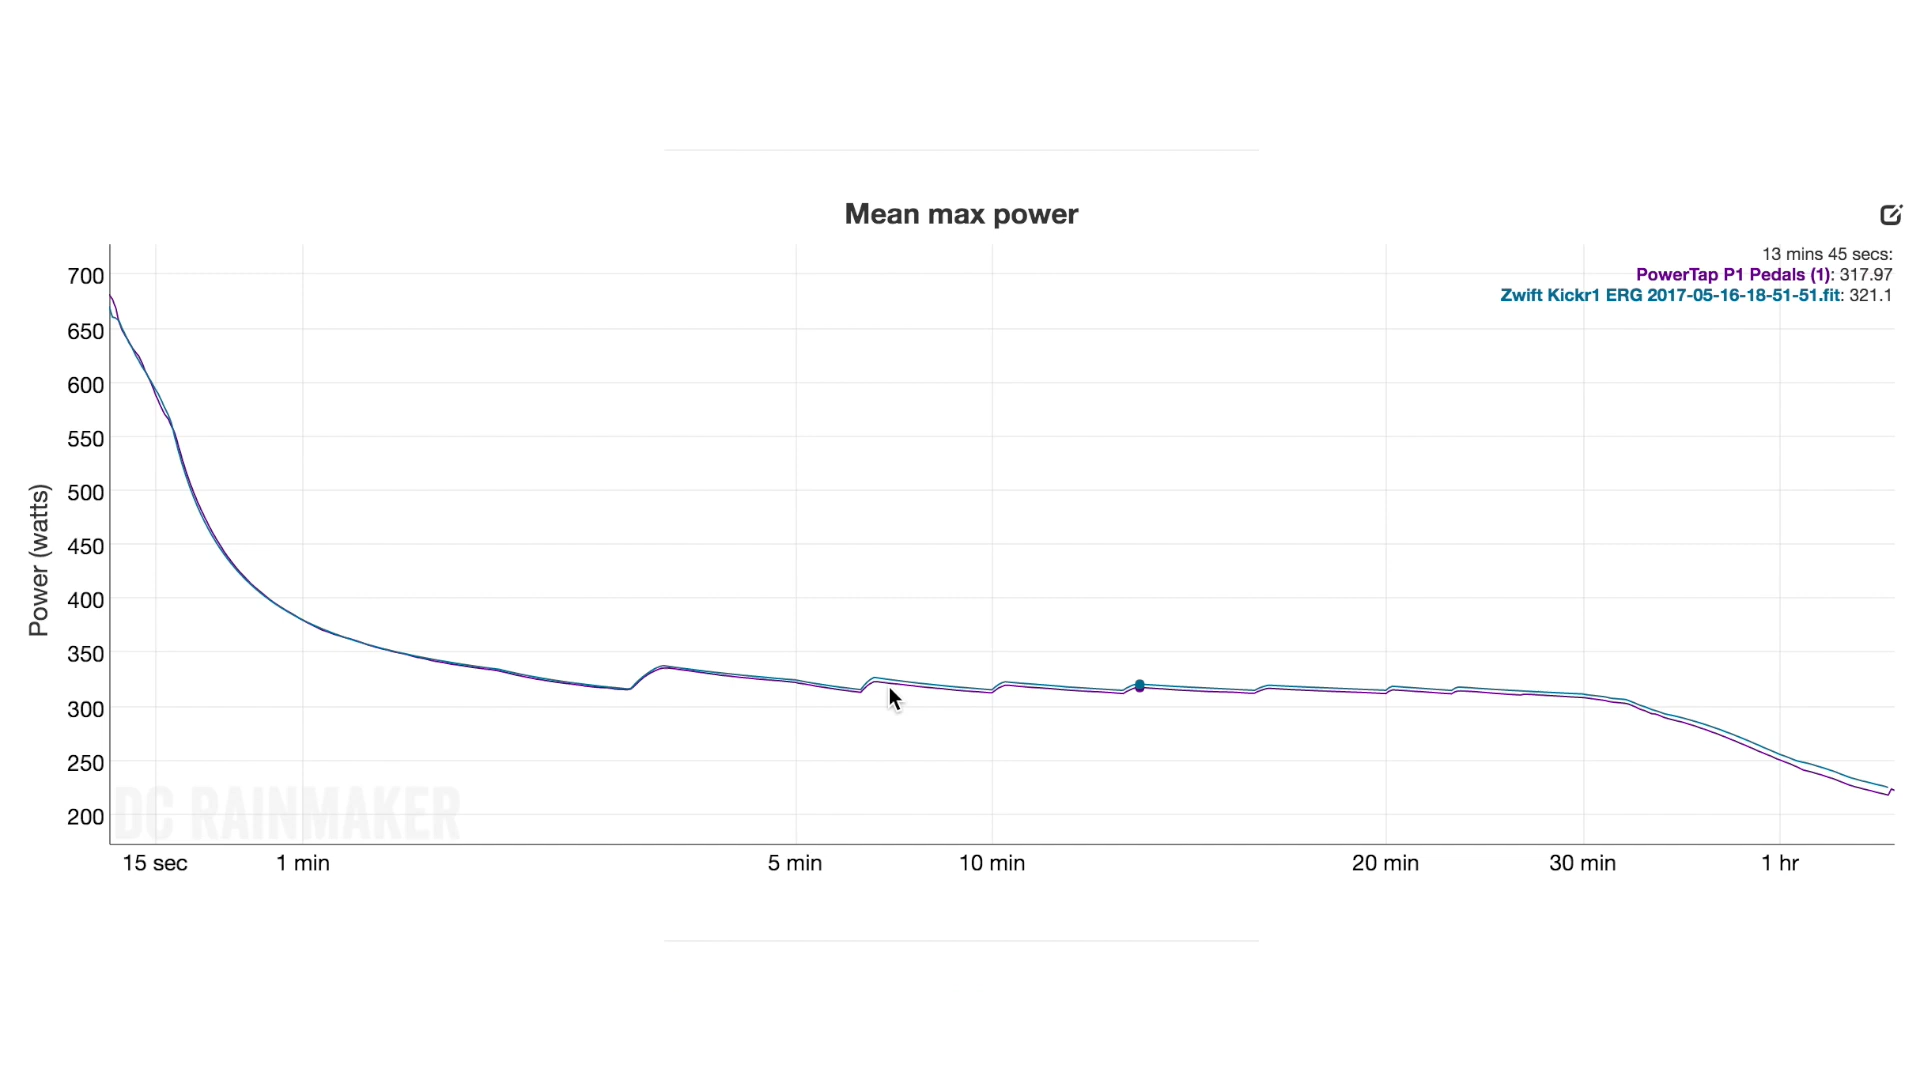 Mean max power
13 mins 45 secs:
PowerTap P1 Pedals (1): 317.97
Zwift Kickr1 ERG 2017-05-16-18-51-51.fit: 321.1
700
650
600
550
500
450
400
350
300
250
200
Power (watts)
DC RAINMAKER
15 sec 1 min 5 min 10 min 20 min 30 min 1 hr